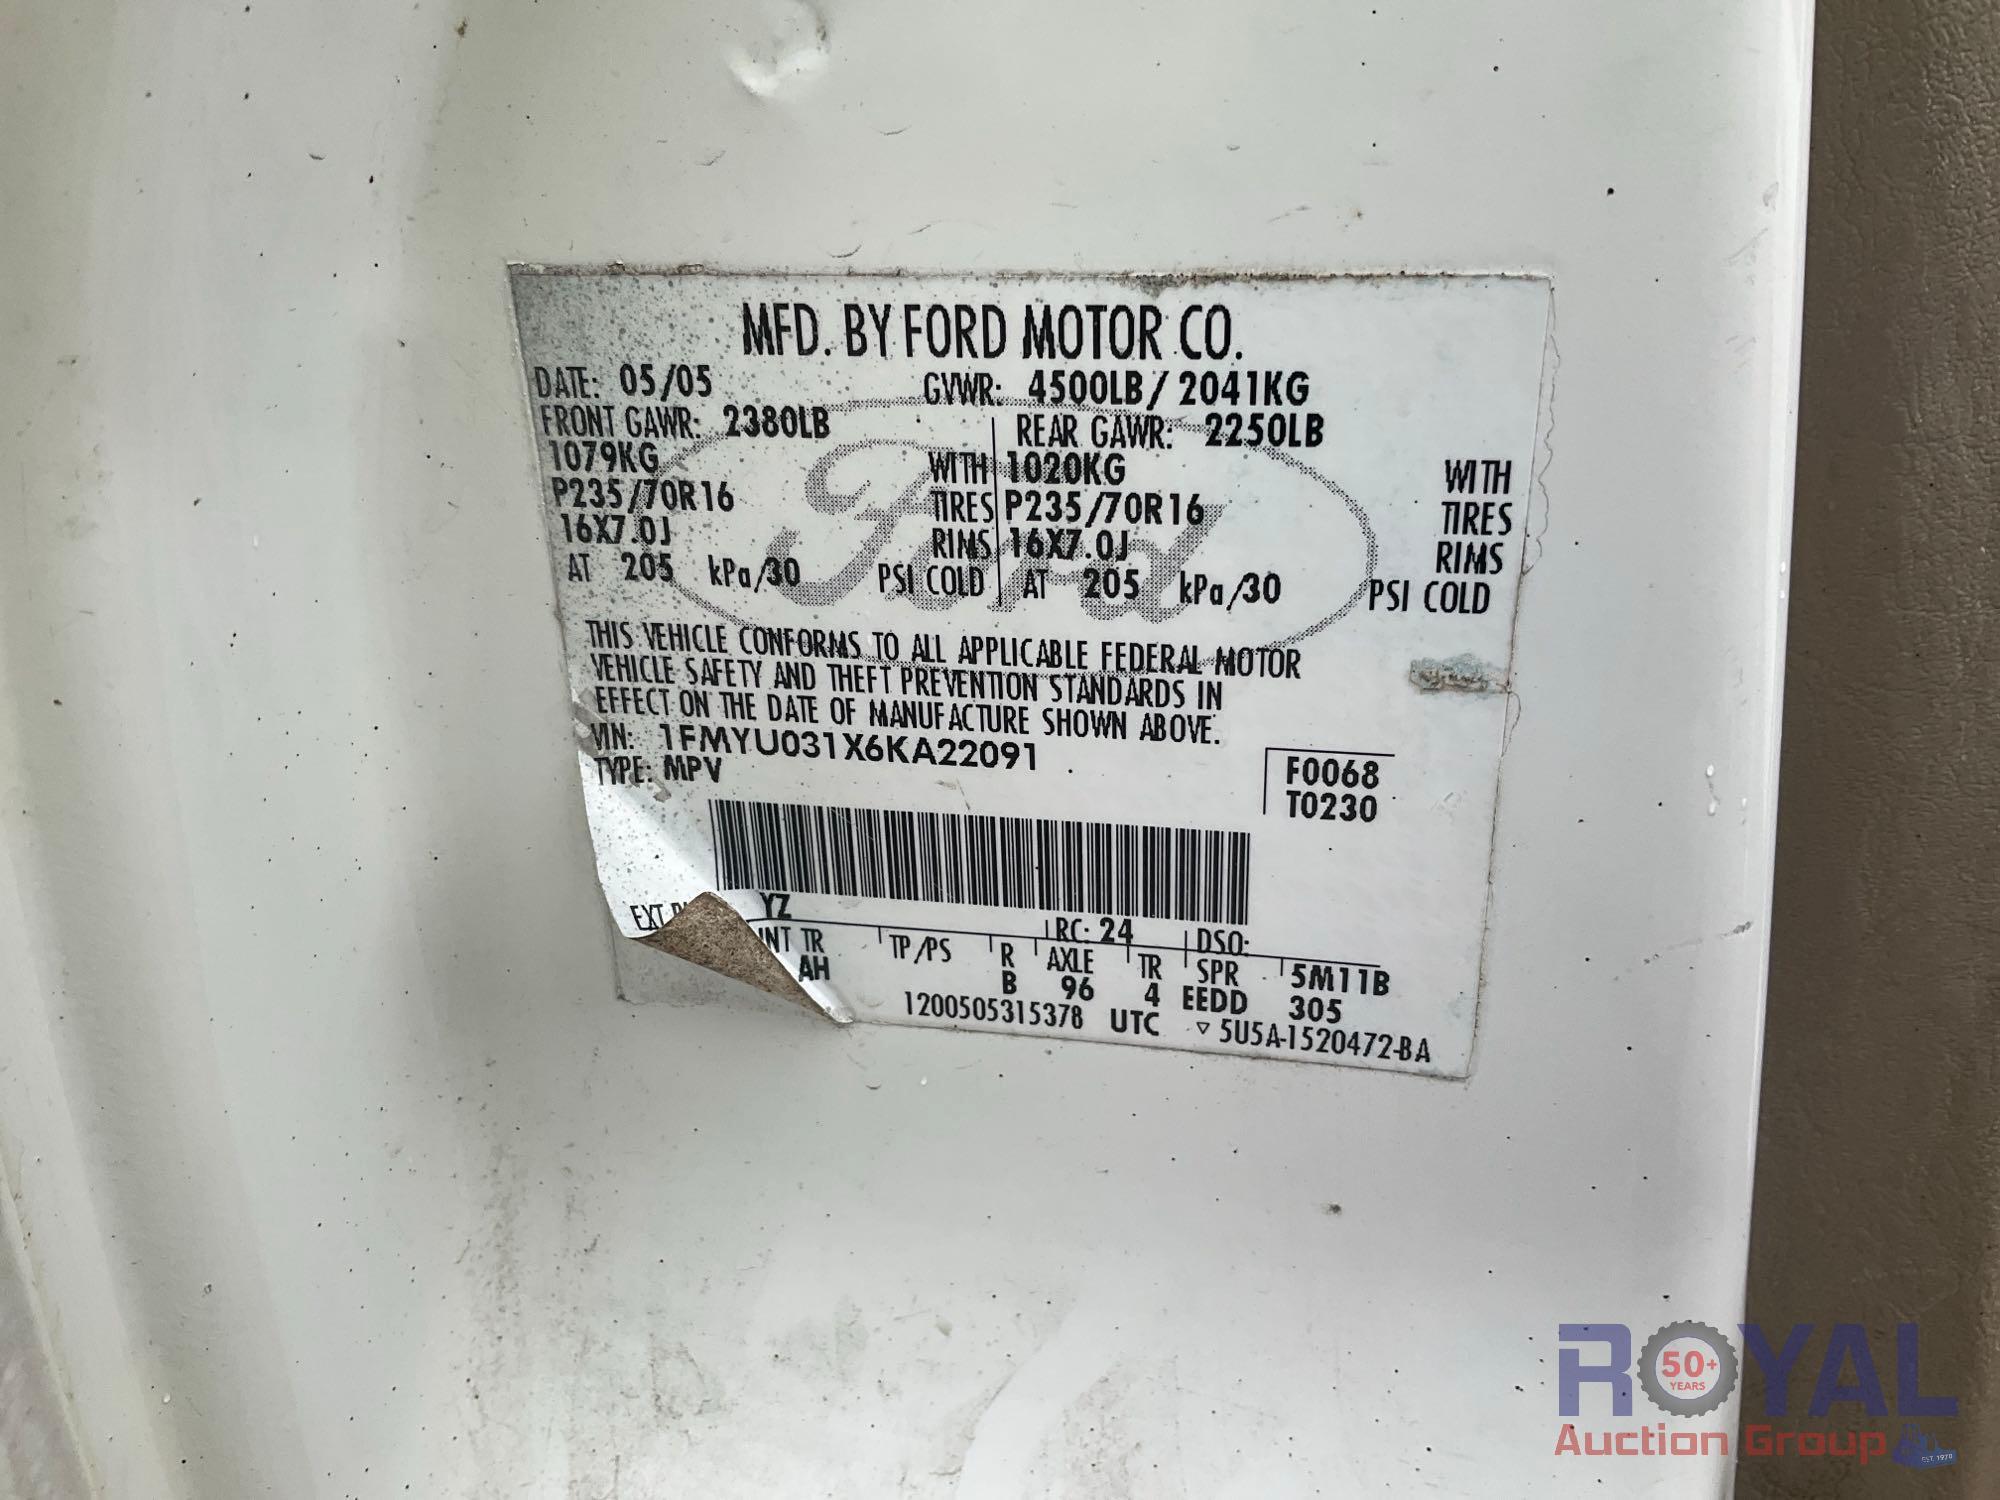 MFD. BY FORD MOTOR CO.
DATE: 05/05 GVWR: 4500LB / 2041KG
FRONT GAWR: 2380LB REAR GAWR: 2250LB
1079KG WITH 1020KG WITH
P235/70R16 TIRES P235/70R16 TIRES
16X7.0J RIMS 16X7.0J RIMS
AT 205 kPa/30 PSI COLD AT 205 kPa/30 PSI COLD
Ford
THIS VEHICLE CONFORMS TO ALL APPLICABLE FEDERAL MOTOR
VEHICLE SAFETY AND THEFT PREVENTION STANDARDS IN
EFFECT ON THE DATE OF MANUFACTURE SHOWN ABOVE.
VIN: 1FMYU031X6KA22091
TYPE: MPV
F0068
T0230
EXT YZ RC: 24 DSO:
INT TR TP/PS R AXLE TR SPR 5M11B
AH B 96 4 EEDD 305
1200505315378 UTC ▽ 5U5A-1520472-BA
ROYAL
50+
YEARS
Auction Group
EST. 1970